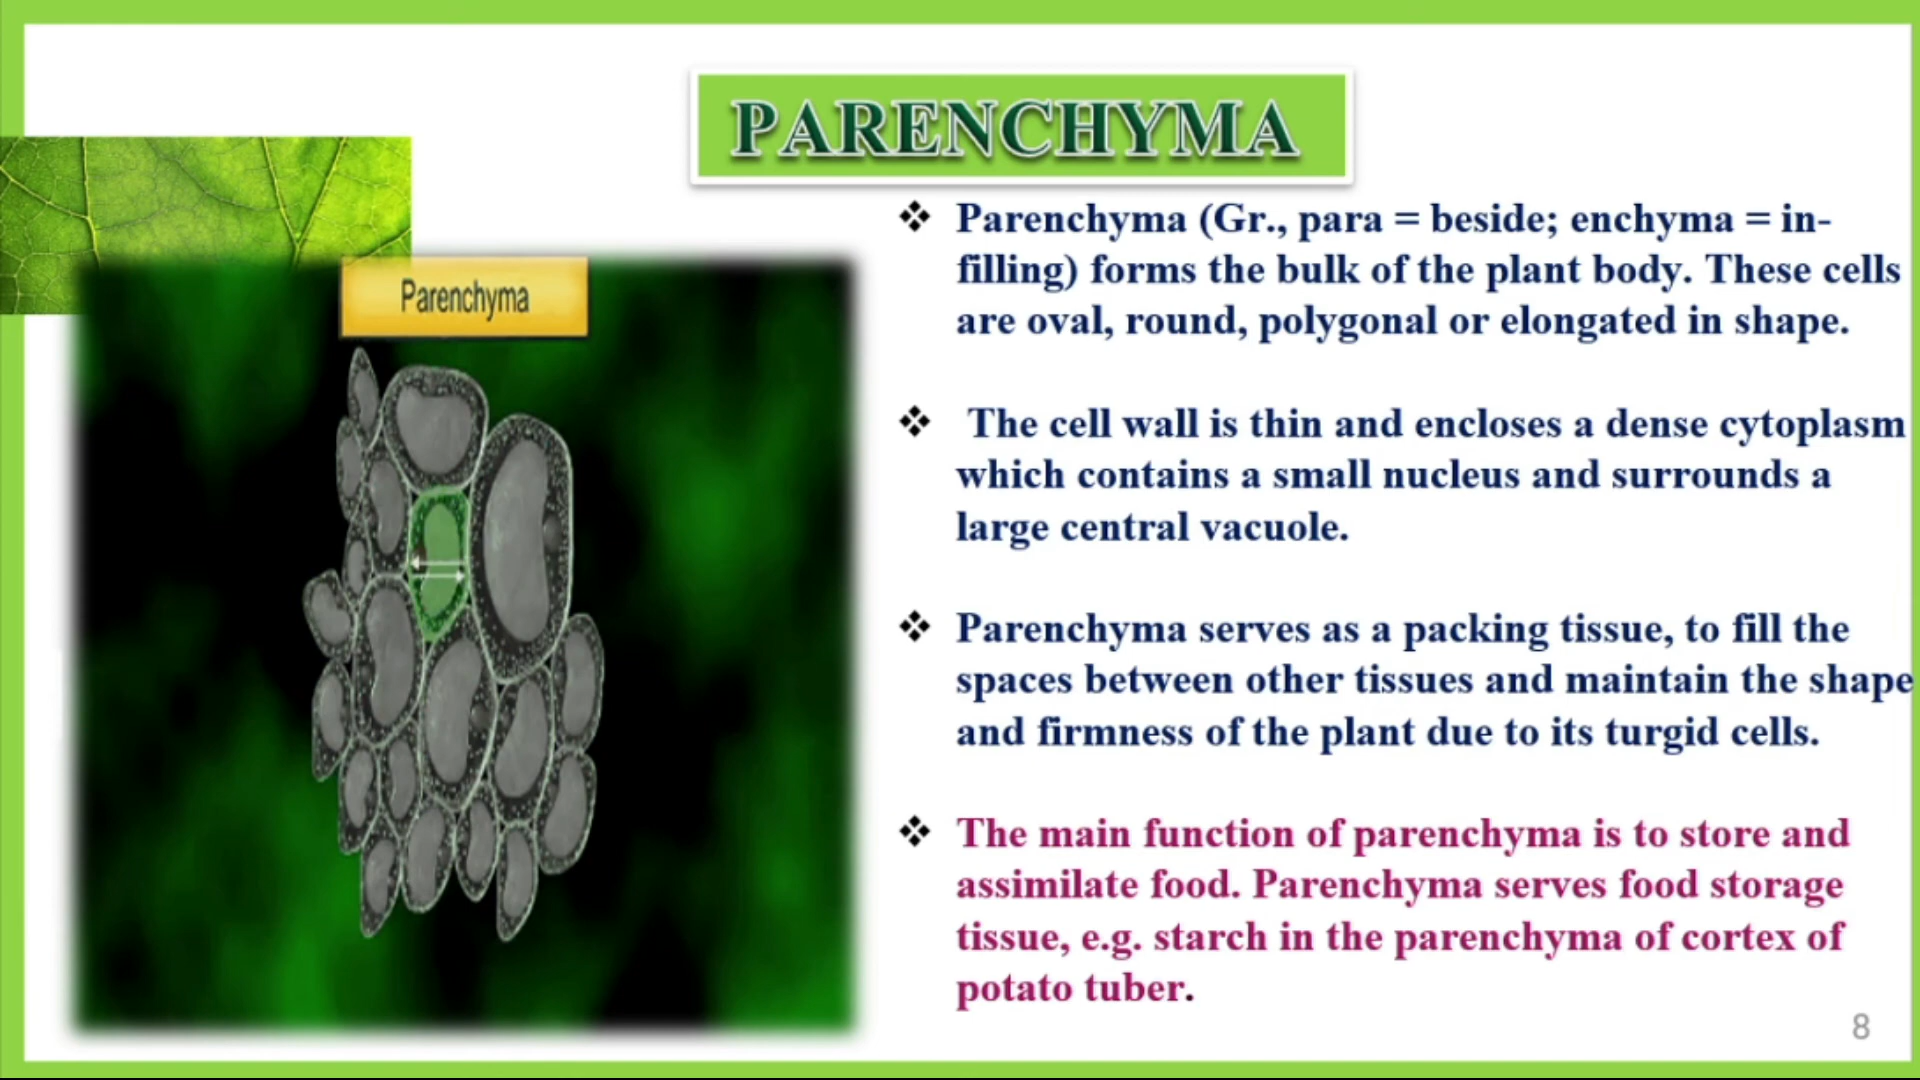 PARENCHYMA
Parenchyma
❖ Parenchyma (Gr., para = beside; enchyma = in-
filling) forms the bulk of the plant body. These cells
are oval, round, polygonal or elongated in shape.
❖ The cell wall is thin and encloses a dense cytoplasm
which contains a small nucleus and surrounds a
large central vacuole.
❖ Parenchyma serves as a packing tissue, to fill the
spaces between other tissues and maintain the shape
and firmness of the plant due to its turgid cells.
❖ The main function of parenchyma is to store and
assimilate food. Parenchyma serves food storage
tissue, e.g. starch in the parenchyma of cortex of
potato tuber.
8